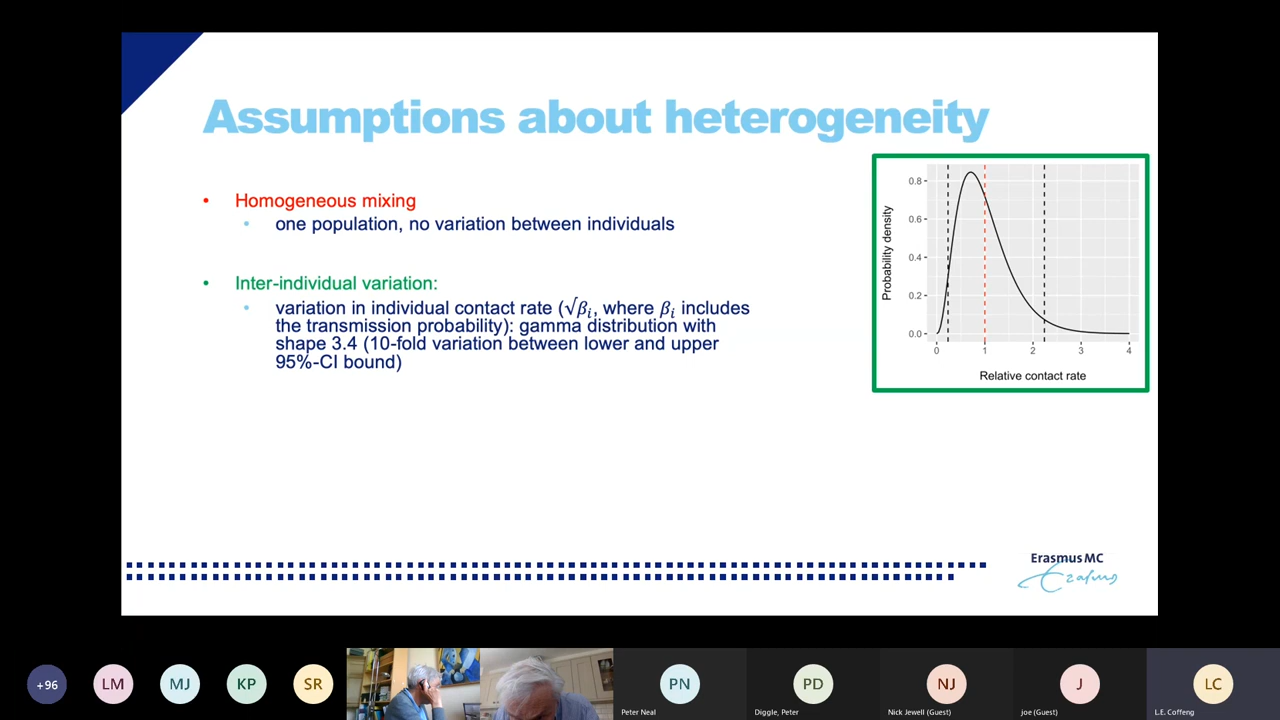 Assumptions about heterogeneity
• Homogeneous mixing
• one population, no variation between individuals
• Inter-individual variation:
• variation in individual contact rate (√βᵢ, where βᵢ includes
the transmission probability): gamma distribution with
shape 3.4 (10-fold variation between lower and upper
95%-CI bound)
Probability density
0.8
0.6
0.4
0.2
0.0
0 1 2 3 4
Relative contact rate
Erasmus MC
Erasmus
+96
LM
MJ
KP
SR
PN
Peter Neal
PD
Diggle, Peter
NJ
Nick Jewell (Guest)
J
joe (Guest)
LC
L.E. Coffeng